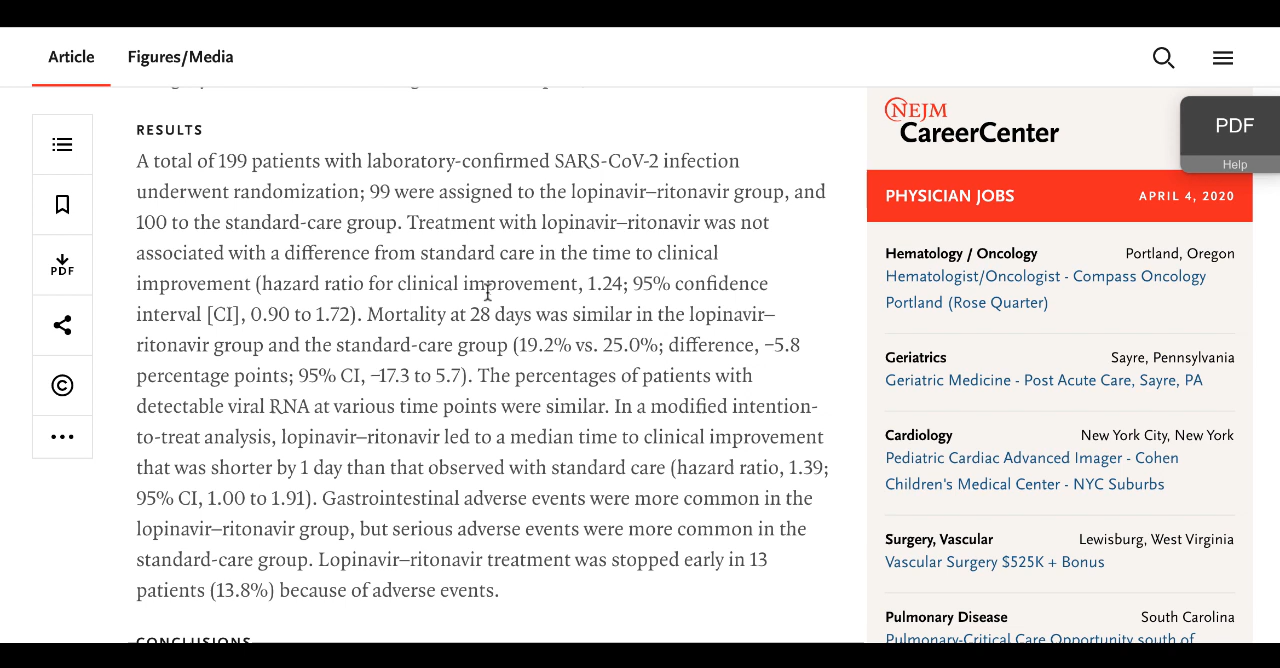 Article
Figures/Media
RESULTS
A total of 199 patients with laboratory-confirmed SARS-CoV-2 infection
underwent randomization; 99 were assigned to the lopinavir–ritonavir group, and
100 to the standard-care group. Treatment with lopinavir–ritonavir was not
associated with a difference from standard care in the time to clinical
improvement (hazard ratio for clinical improvement, 1.24; 95% confidence
interval [CI], 0.90 to 1.72). Mortality at 28 days was similar in the lopinavir–
ritonavir group and the standard-care group (19.2% vs. 25.0%; difference, −5.8
percentage points; 95% CI, −17.3 to 5.7). The percentages of patients with
detectable viral RNA at various time points were similar. In a modified intention-
to-treat analysis, lopinavir–ritonavir led to a median time to clinical improvement
that was shorter by 1 day than that observed with standard care (hazard ratio, 1.39;
95% CI, 1.00 to 1.91). Gastrointestinal adverse events were more common in the
lopinavir–ritonavir group, but serious adverse events were more common in the
standard-care group. Lopinavir–ritonavir treatment was stopped early in 13
patients (13.8%) because of adverse events.
CONCLUSIONS
PDF
NEJM
CareerCenter
PDF
Help
PHYSICIAN JOBS
APRIL 4, 2020
Hematology / Oncology
Portland, Oregon
Hematologist/Oncologist - Compass Oncology
Portland (Rose Quarter)
Geriatrics
Sayre, Pennsylvania
Geriatric Medicine - Post Acute Care, Sayre, PA
Cardiology
New York City, New York
Pediatric Cardiac Advanced Imager - Cohen
Children's Medical Center - NYC Suburbs
Surgery, Vascular
Lewisburg, West Virginia
Vascular Surgery $525K + Bonus
Pulmonary Disease
South Carolina
Pulmonary-Critical Care Opportunity south of